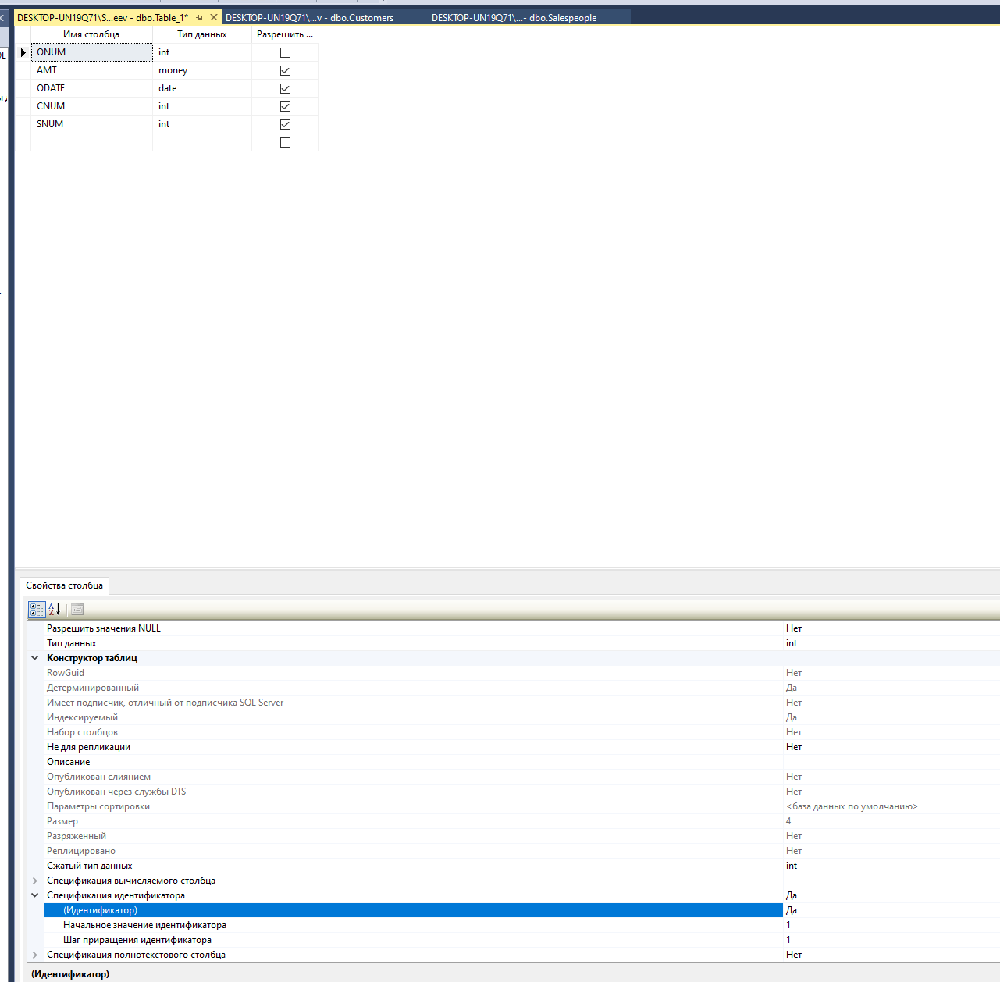 DESKTOP-UN19Q71\S...eev - dbo.Table_1* DESKTOP-UN19Q71\...v - dbo.Customers DESKTOP-UN19Q71\...- dbo.Salespeople
Имя столбца Тип данных Разрешить ...
ONUM int
AMT money
ODATE date
CNUM int
SNUM int
Свойства столбца
Разрешить значения NULL Нет
Тип данных int
Конструктор таблиц
RowGuid Нет
Детерминированный Да
Имеет подписчик, отличный от подписчика SQL Server Нет
Индексируемый Да
Набор столбцов Нет
Не для репликации Нет
Описание
Опубликован слиянием Нет
Опубликован через службы DTS Нет
Параметры сортировки <база данных по умолчанию>
Размер 4
Разряженный Нет
Реплицировано Нет
Сжатый тип данных int
Спецификация вычисляемого столбца
Спецификация идентификатора Да
(Идентификатор) Да
Начальное значение идентификатора 1
Шаг приращения идентификатора 1
Спецификация полнотекстового столбца Нет
(Идентификатор)